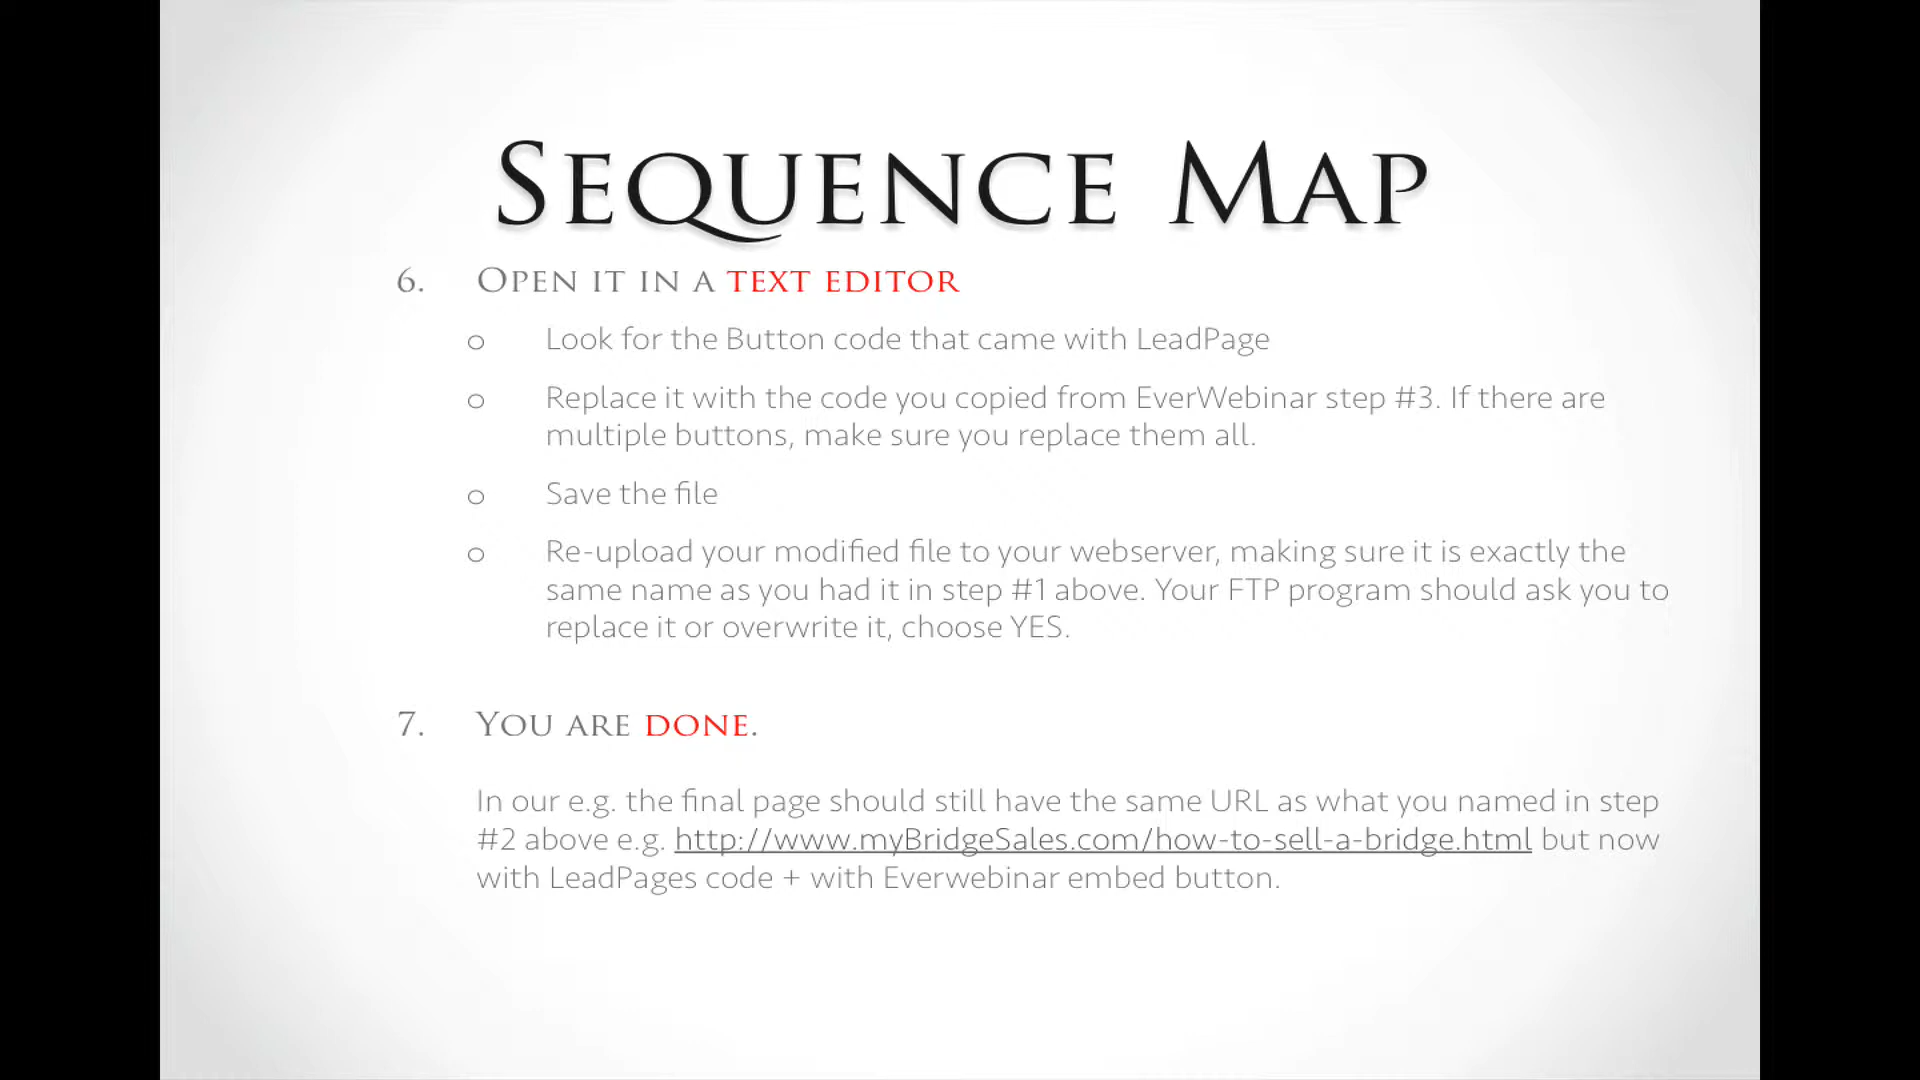 Sequence Map
6. Open it in a text editor
o Look for the Button code that came with LeadPage
o Replace it with the code you copied from EverWebinar step #3. If there are
multiple buttons, make sure you replace them all.
o Save the file
o Re-upload your modified file to your webserver, making sure it is exactly the
same name as you had it in step #1 above. Your FTP program should ask you to
replace it or overwrite it, choose YES.
7. You are done.
In our e.g. the final page should still have the same URL as what you named in step
#2 above e.g. http://www.myBridgeSales.com/how-to-sell-a-bridge.html but now
with LeadPages code + with Everwebinar embed button.